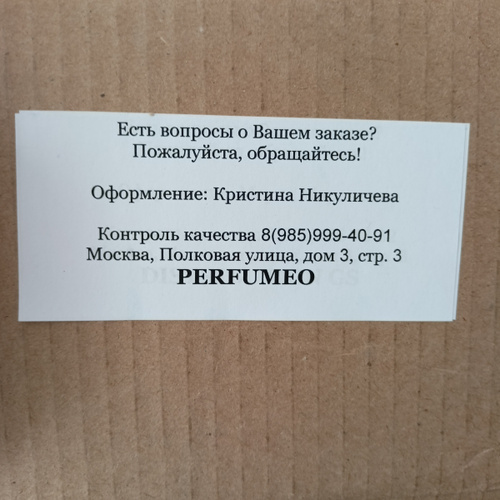 Есть вопросы о Вашем заказе?
Пожалуйста, обращайтесь!
Оформление: Кристина Никуличева
Контроль качества 8(985)999-40-91
Москва, Полковая улица, дом 3, стр. 3
PERFUMEO